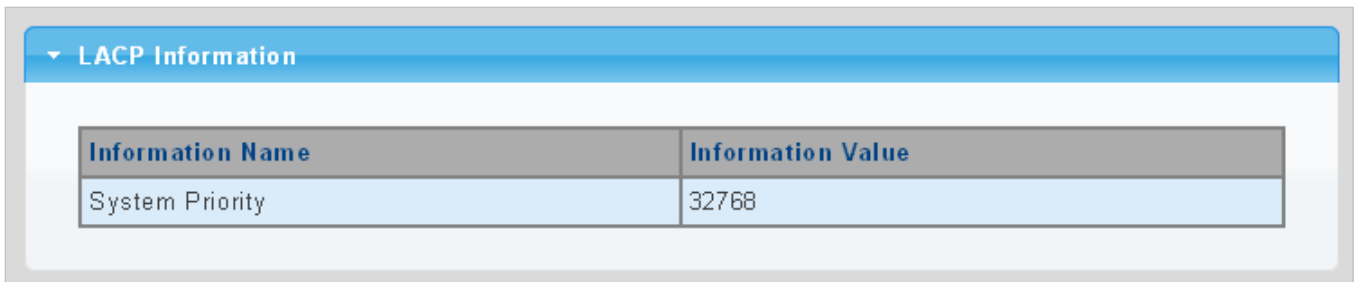 LACP Information
Information Name Information Value
System Priority 32768